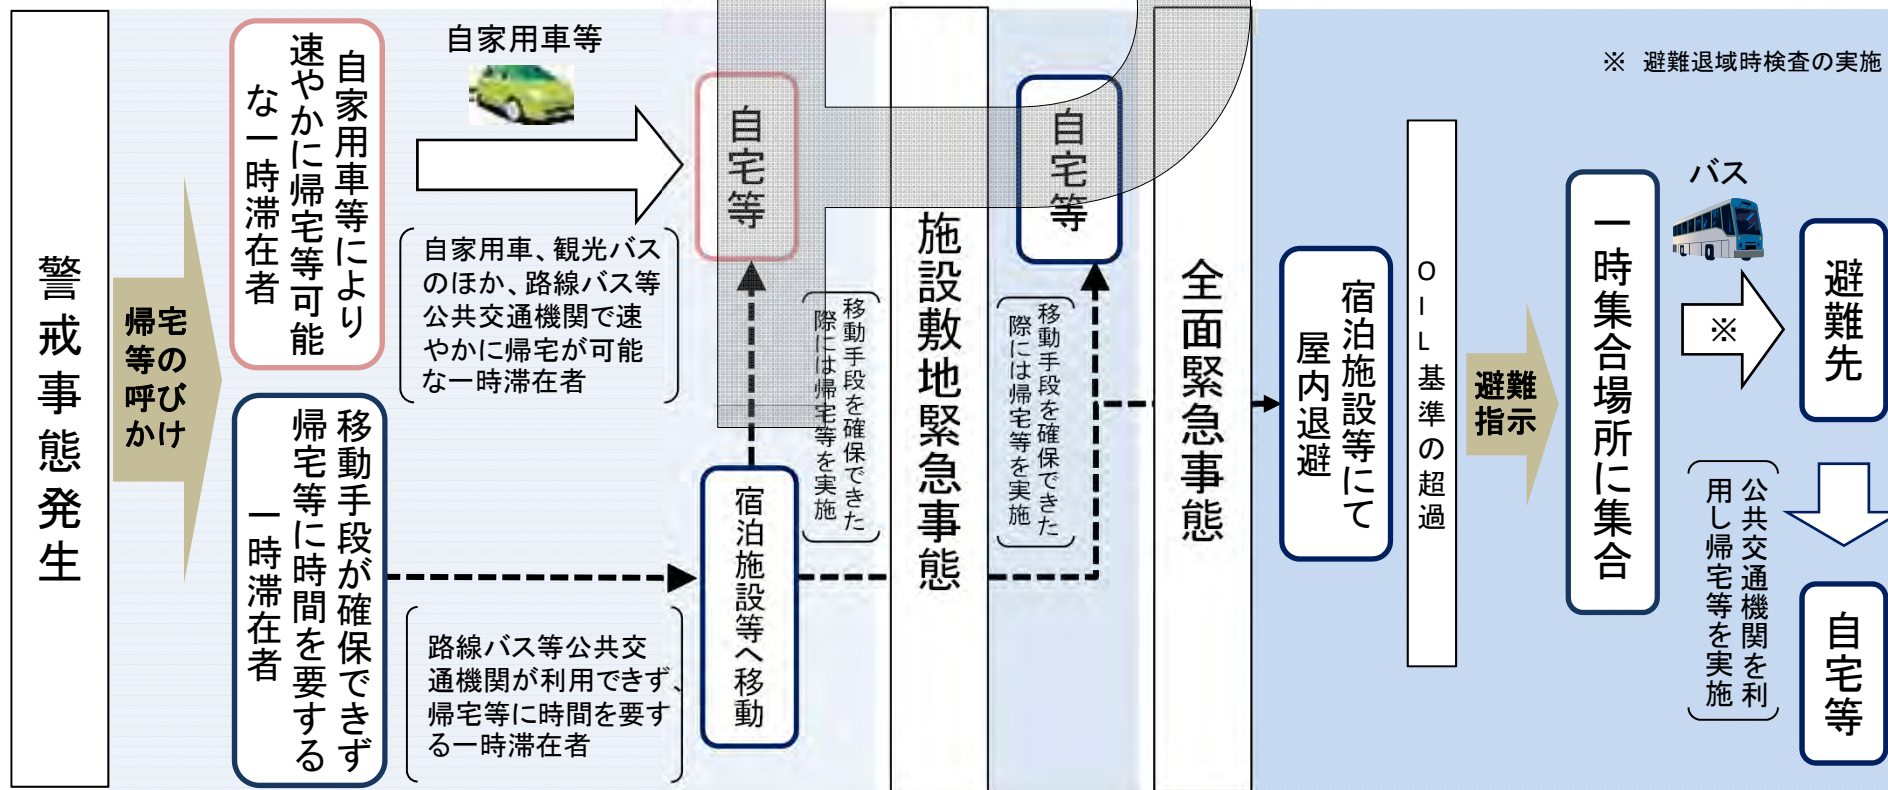 警戒事態発生
帰宅
等の
呼び
かけ
自家用車等により
速やかに帰宅等可能
な一時滞在者
移動手段が確保できず
帰宅等に時間を要する
一時滞在者
自家用車等
自家用車、観光バス
のほか、路線バス等
公共交通機関で速
やかに帰宅が可能
な一時滞在者
路線バス等公共交
通機関が利用できず、
帰宅等に時間を要す
る一時滞在者
自宅等
宿泊施設等へ移動
移動手段を確保できた
際には帰宅等を実施
施設敷地緊急事態
自宅等
移動手段を確保できた
際には帰宅等を実施
全面緊急事態
宿泊施設等にて
屋内退避
OIL基準の超過
避難
指示
一時集合場所に集合
※ 避難退域時検査の実施
バス
※
避難先
公共交通機関を利
用し帰宅等を実施
自宅等